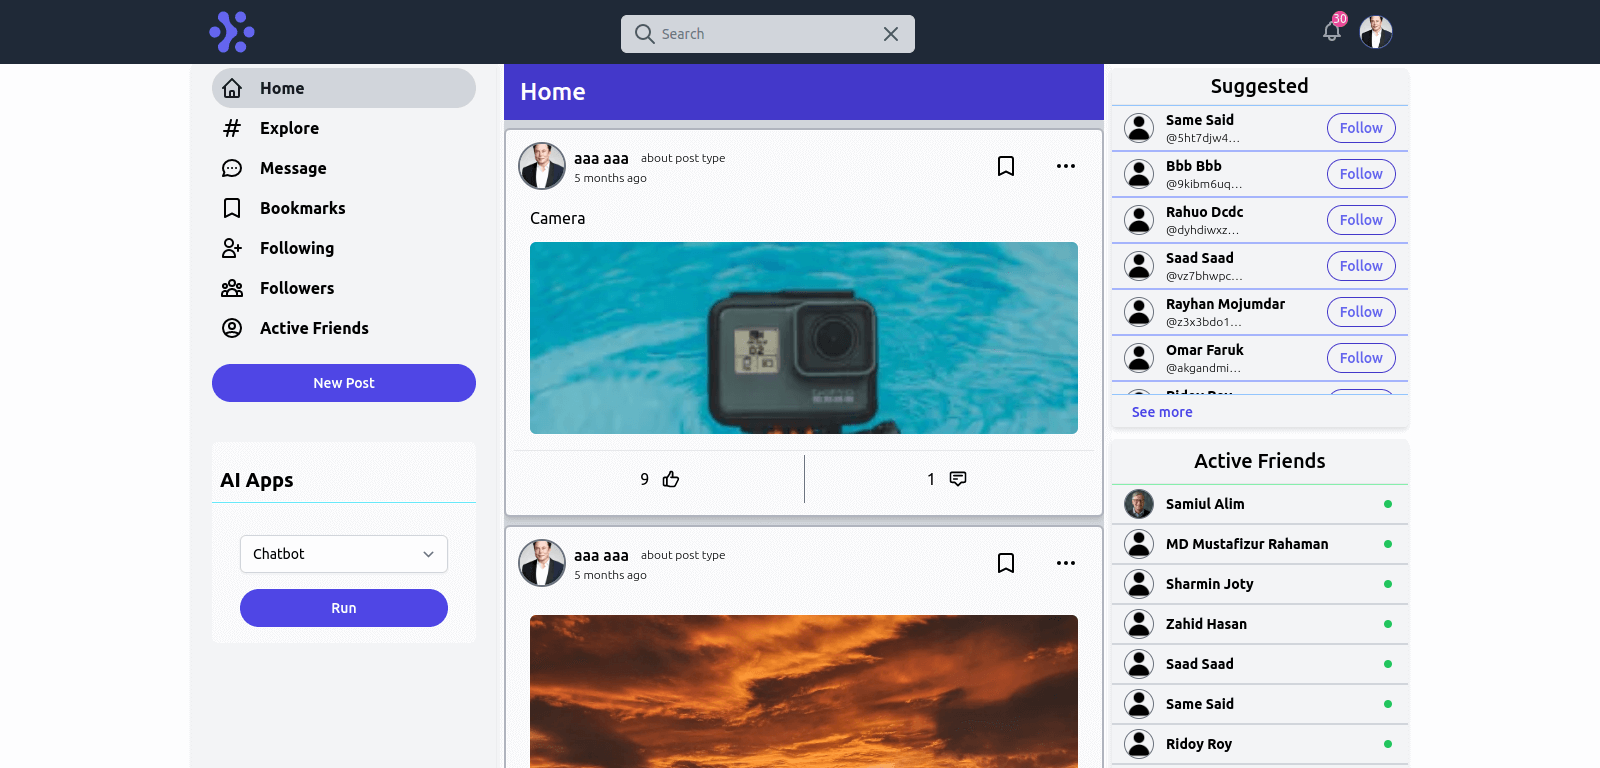 Search
30
Home
Explore
Message
Bookmarks
Following
Followers
Active Friends
New Post
AI Apps
Chatbot
Run
Home
aaa aaa about post type
5 months ago
Camera
02
9
1
aaa aaa about post type
5 months ago
Suggested
Same Said
@5ht7djw4...
Follow
Bbb Bbb
@9kibm6uq...
Follow
Rahuo Dcdc
@dyhdiwxz...
Follow
Saad Saad
@vz7bhwpc...
Follow
Rayhan Mojumdar
@z3x3bdo1...
Follow
Omar Faruk
@akgandmi...
Follow
See more
Active Friends
Samiul Alim
MD Mustafizur Rahaman
Sharmin Joty
Zahid Hasan
Saad Saad
Same Said
Ridoy Roy